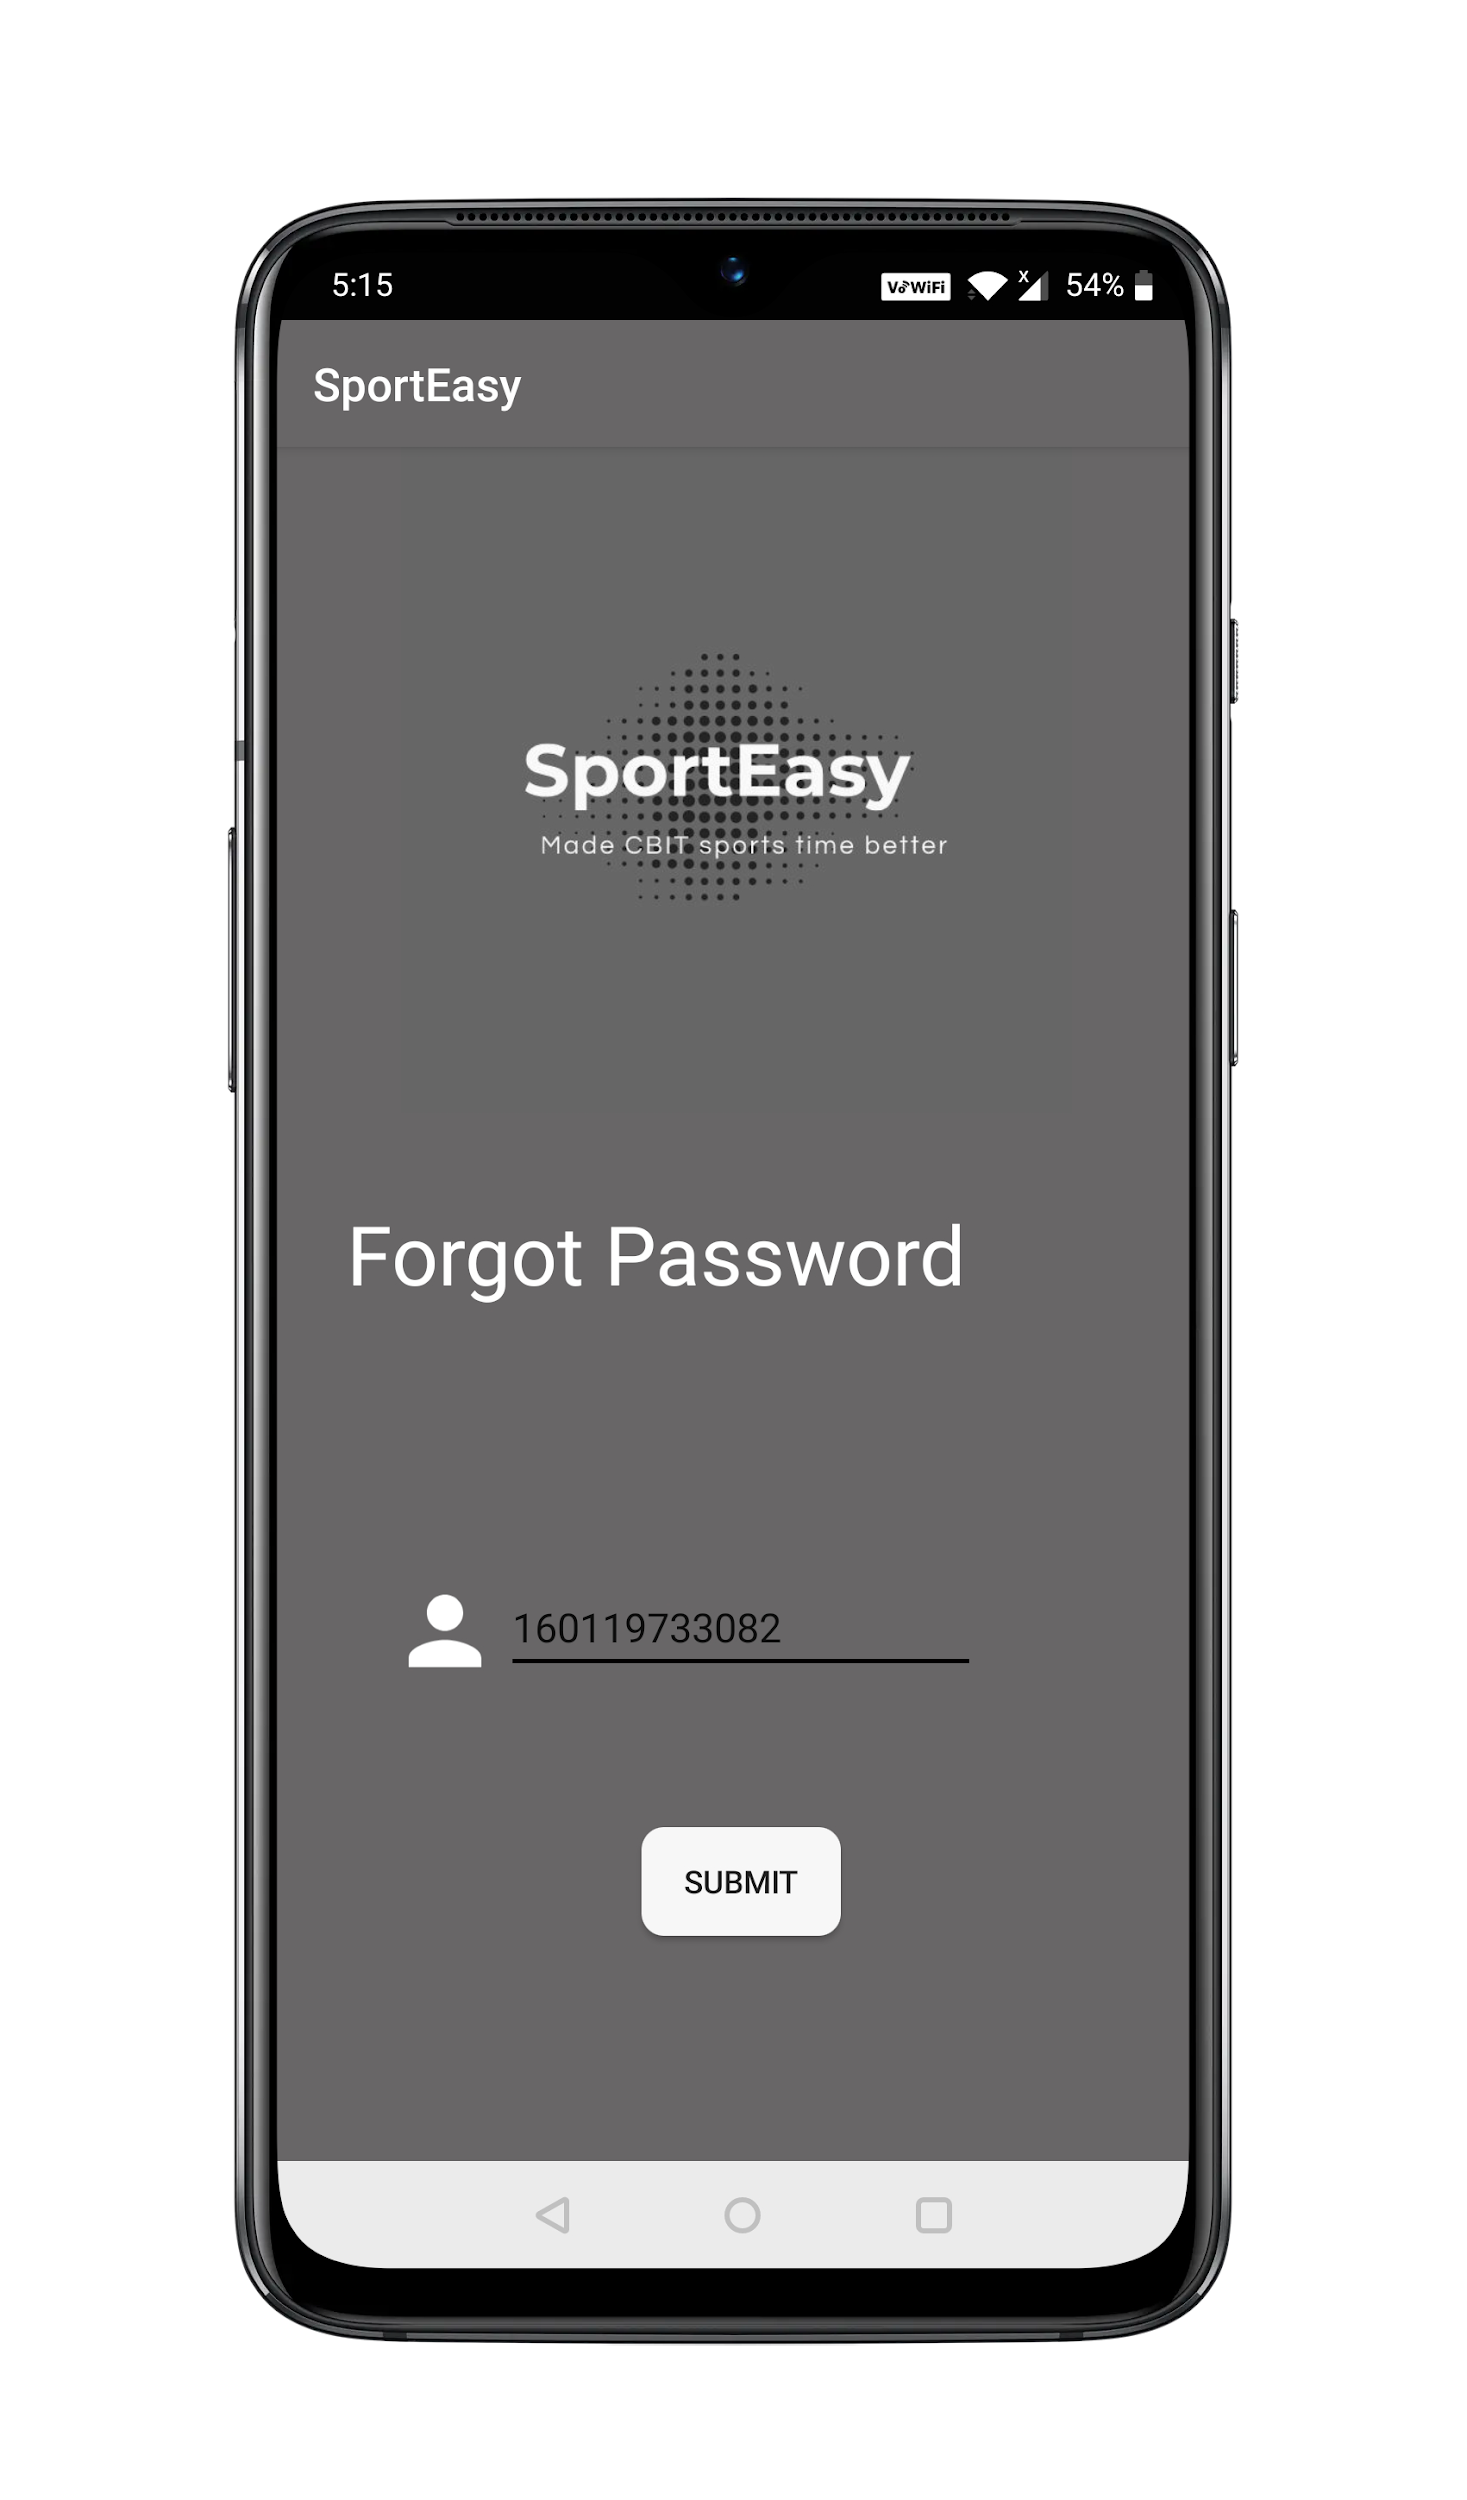 5:15 VoWiFi x 54%
SportEasy
SportEasy
Made CBIT sports time better
Forgot Password
160119733082
SUBMIT